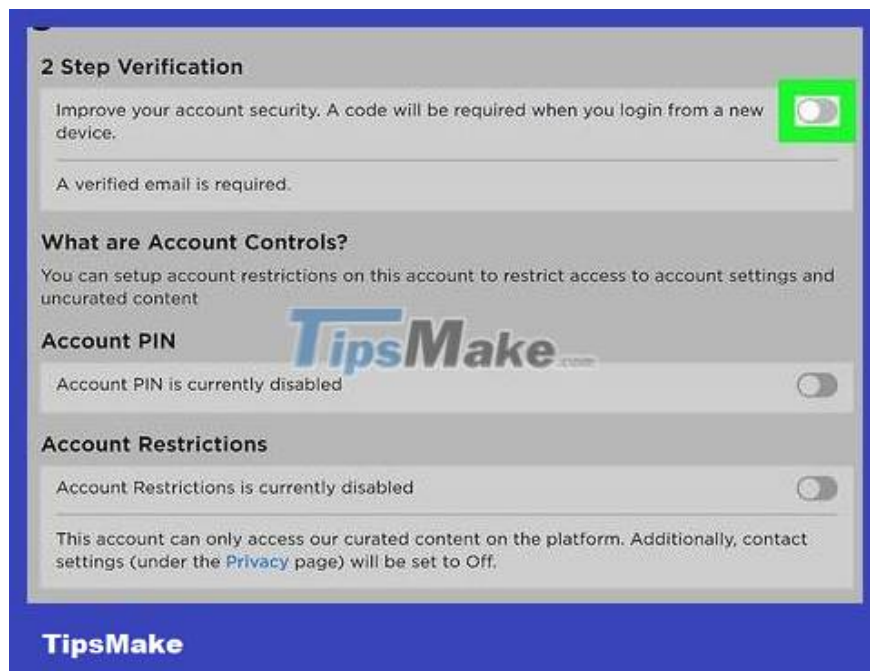 2 Step Verification
Improve your account security. A code will be required when you login from a new
device.
A verified email is required.
What are Account Controls?
You can setup account restrictions on this account to restrict access to account settings and
uncurated content
TipsMake.com
Account PIN
Account PIN is currently disabled
Account Restrictions
Account Restrictions is currently disabled
This account can only access our curated content on the platform. Additionally, contact
settings (under the Privacy page) will be set to Off.
TipsMake